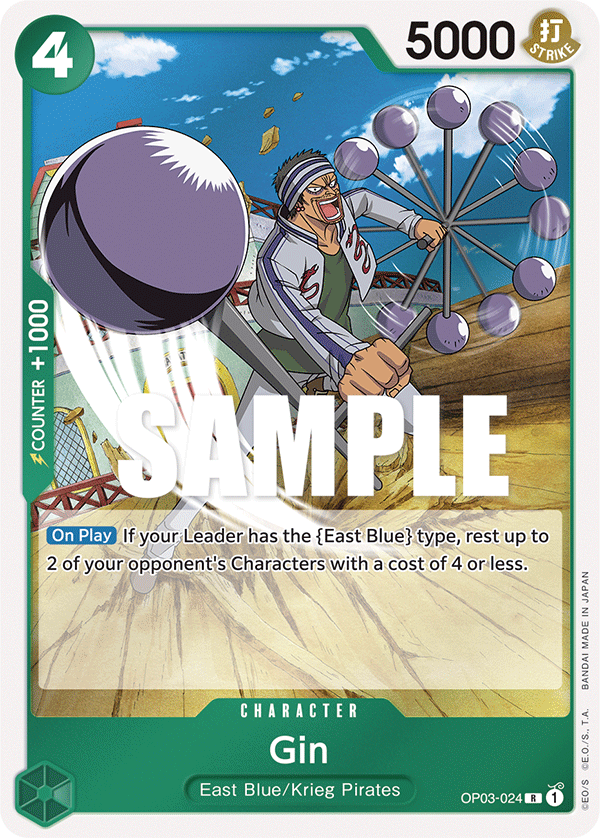 4
5000
打
STRIKE
COUNTER +1000
SAMPLE
On Play If your Leader has the {East Blue} type, rest up to
2 of your opponent's Characters with a cost of 4 or less.
CHARACTER
Gin
East Blue/Krieg Pirates
OP03-024 R 1
©E.O/S ©E.O./S., T.A. BANDAI MADE IN JAPAN